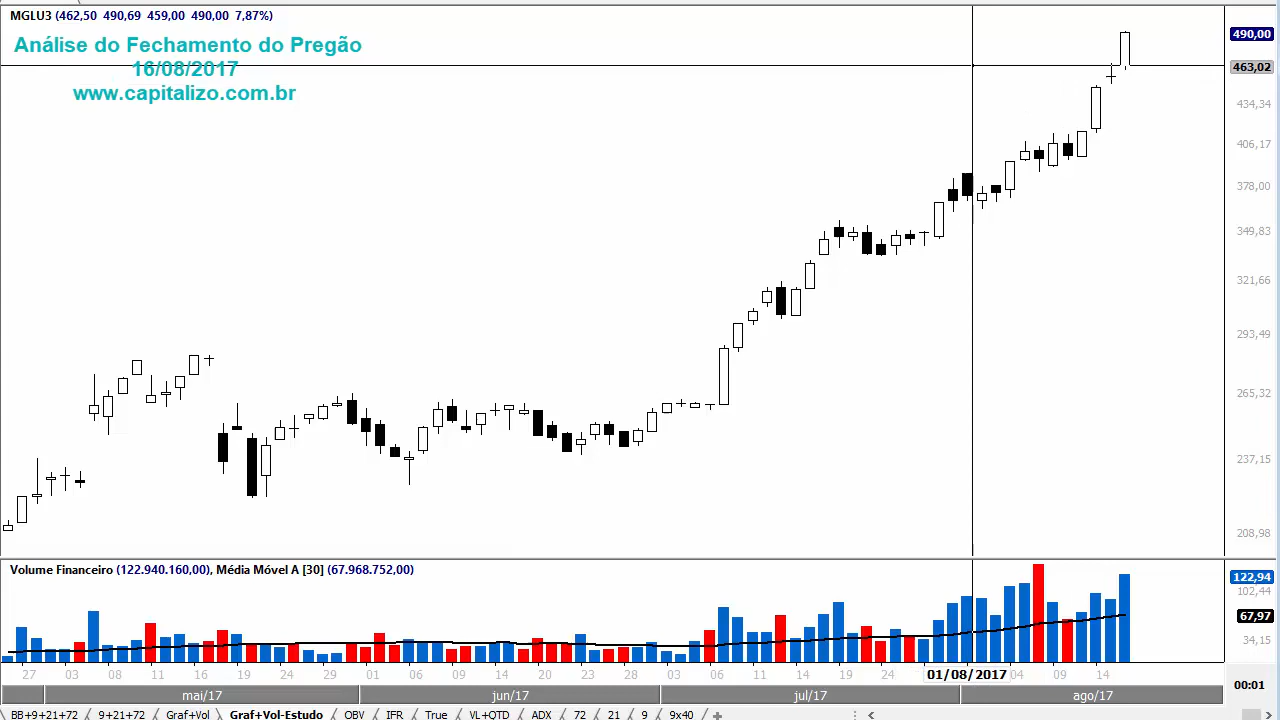 MGLU3 (462,50 490,69 459,00 490,00 7,87%)
Análise do Fechamento do Pregão
16/08/2017
www.capitalizo.com.br
490,00
463,02
434,34
406,17
378,00
349,83
321,66
293,49
265,32
237,15
208,98
Volume Financeiro (122.940.160,00), Média Móvel A [30] (67.968.752,00)
122,94
102,44
67,97
34,15
27 03 08 11 16 19 24 29 01 06 09 14 20 23 28 03 06 11 14 19 24 01/08/2017 04 09 14
mai/17 jun/17 jul/17 ago/17
00:01
BB+9+21+72 9+21+72 Graf+Vol Graf+Vol-Estudo OBV IFR True VL+QTD ADX 72 21 9 9x40